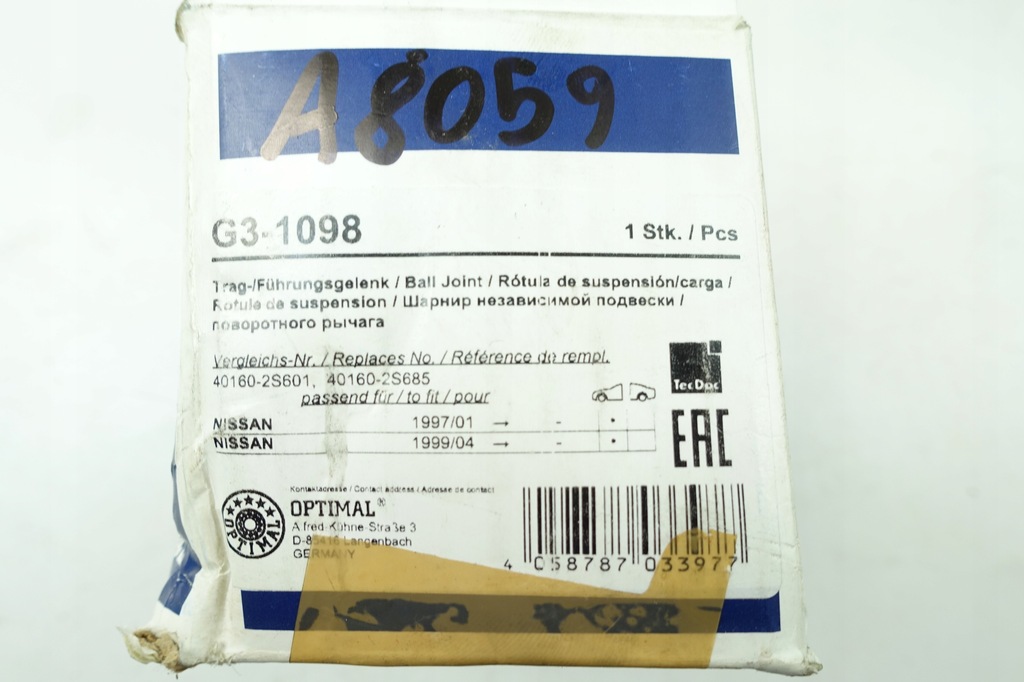 A8059
G3-1098
1 Stk. / Pcs
Trag-/Führungsgelenk / Ball Joint / Rótula de suspensión/carga /
Rotule de suspension / Шарнир независимой подвески /
поворотного рычага
Vergleichs-Nr. / Replaces No. / Référence de rempl.
40160-2S601, 40160-2S685
passend für / to fit / pour
NISSAN 1997/01 → - •
NISSAN 1999/04 → - •
TecDoc
EAC
Kontaktadresse / Contact address / Adresse de contact
OPTIMAL®
Alfred-Kühne-Straße 3
D-85416 Langenbach
GERMANY
OPTIMAL
4 058787 033977